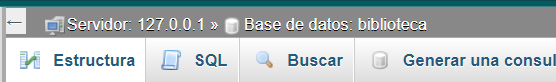 ← Servidor: 127.0.0.1 » Base de datos: biblioteca
Estructura SQL Buscar Generar una consul